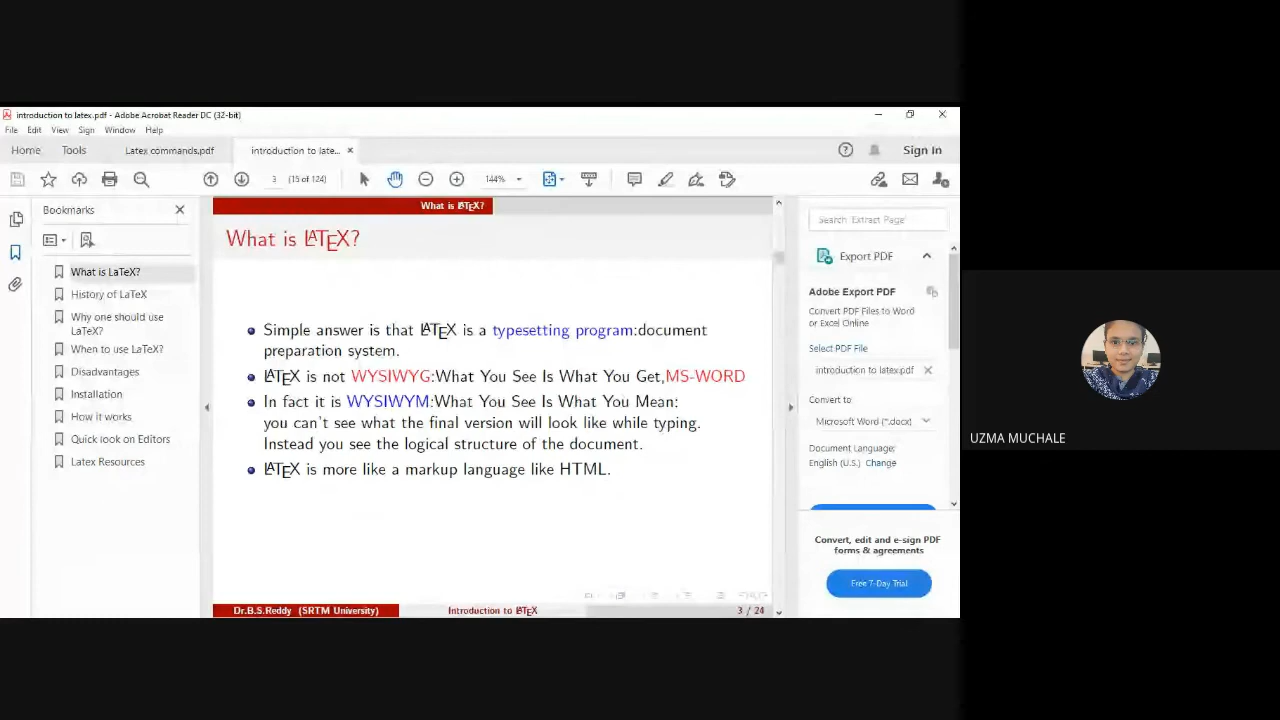 introduction to latex.pdf - Adobe Acrobat Reader DC (32-bit)
File Edit View Sign Window Help
Home Tools Latex commands.pdf introduction to late... × Sign In
3 (15 of 124) 144%
Bookmarks
What is LaTeX?
History of LaTeX
Why one should use
LaTeX?
When to use LaTeX?
Disadvantages
Installation
How it works
Quick look on Editors
Latex Resources
What is LATEX?
What is LATEX?
Simple answer is that LATEX is a typesetting program:document
preparation system.
LATEX is not WYSIWYG:What You See Is What You Get,MS-WORD
In fact it is WYSIWYM:What You See Is What You Mean:
you can't see what the final version will look like while typing.
Instead you see the logical structure of the document.
LATEX is more like a markup language like HTML.
Dr.B.S.Reddy (SRTM University) Introduction to LATEX 3 / 24
Search 'Extract Page'
Export PDF
Adobe Export PDF
Convert PDF Files to Word
or Excel Online
Select PDF File
introduction to latex.pdf ×
Convert to
Microsoft Word (*.docx)
Document Language:
English (U.S.) Change
Convert, edit and e-sign PDF
forms & agreements
Free 7-Day Trial
UZMA MUCHALE